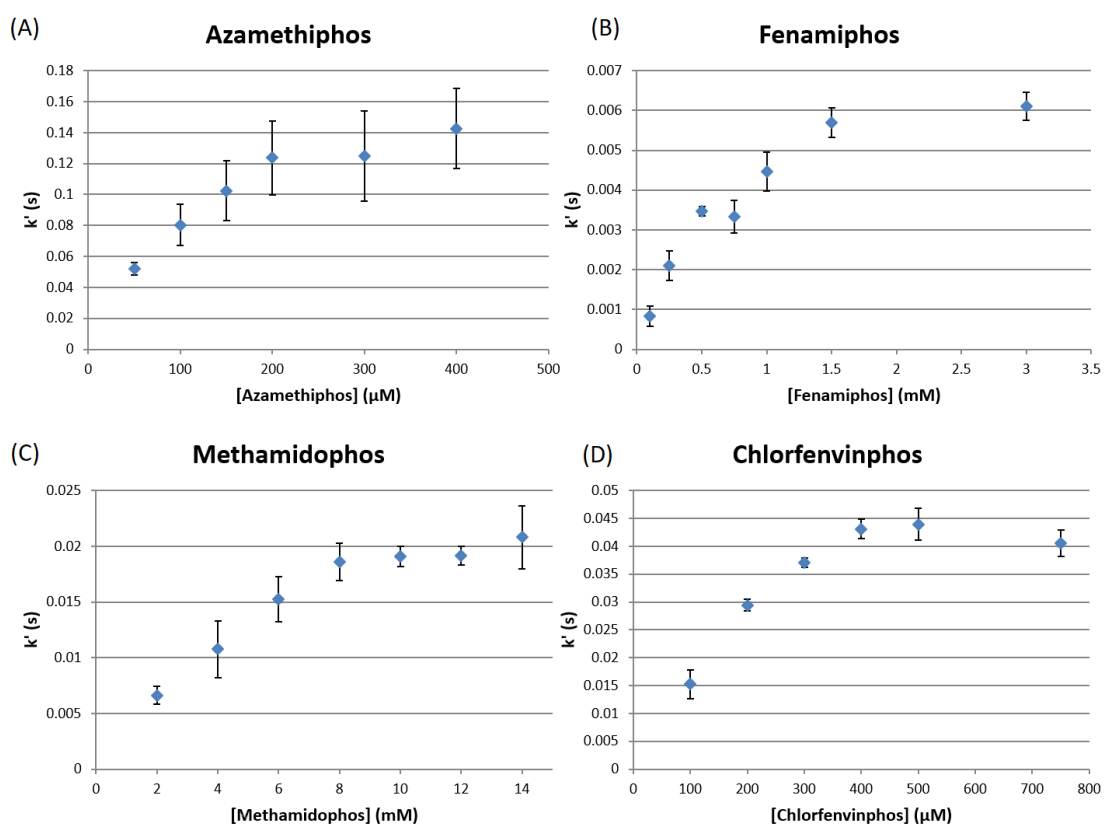 (A)
Azamethiphos
k' (s)
0.18
0.16
0.14
0.12
0.1
0.08
0.06
0.04
0.02
0
0 100 200 300 400 500
[Azamethiphos] (µM)
(B)
Fenamiphos
k' (s)
0.007
0.006
0.005
0.004
0.003
0.002
0.001
0
0 0.5 1 1.5 2 2.5 3 3.5
[Fenamiphos] (mM)
(C)
Methamidophos
k' (s)
0.025
0.02
0.015
0.01
0.005
0
0 2 4 6 8 10 12 14
[Methamidophos] (mM)
(D)
Chlorfenvinphos
k' (s)
0.05
0.045
0.04
0.035
0.03
0.025
0.02
0.015
0.01
0.005
0
0 100 200 300 400 500 600 700 800
[Chlorfenvinphos] (µM)